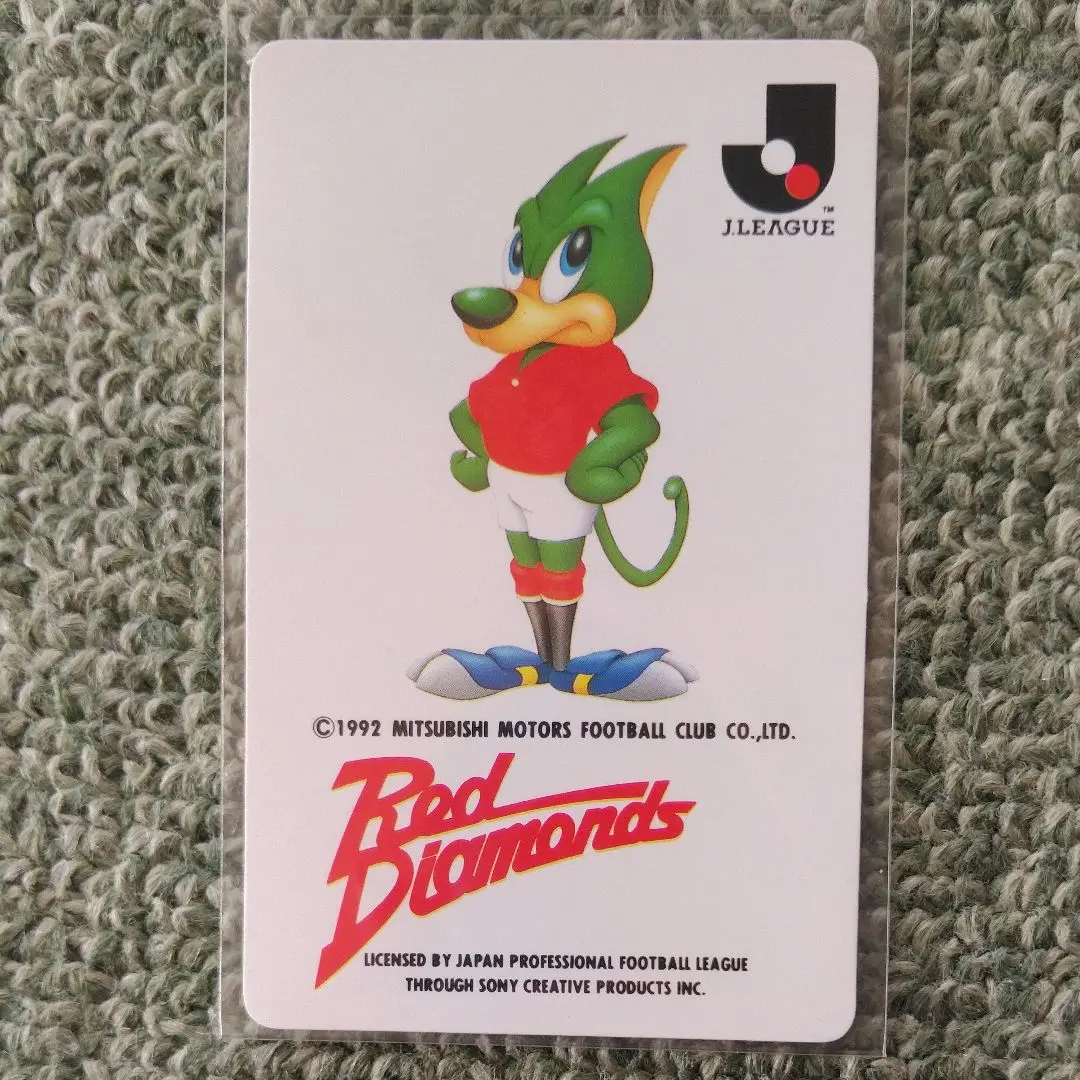 J.LEAGUE
TM
©1992 MITSUBISHI MOTORS FOOTBALL CLUB CO.,LTD.
Red
Diamonds
LICENSED BY JAPAN PROFESSIONAL FOOTBALL LEAGUE
THROUGH SONY CREATIVE PRODUCTS INC.